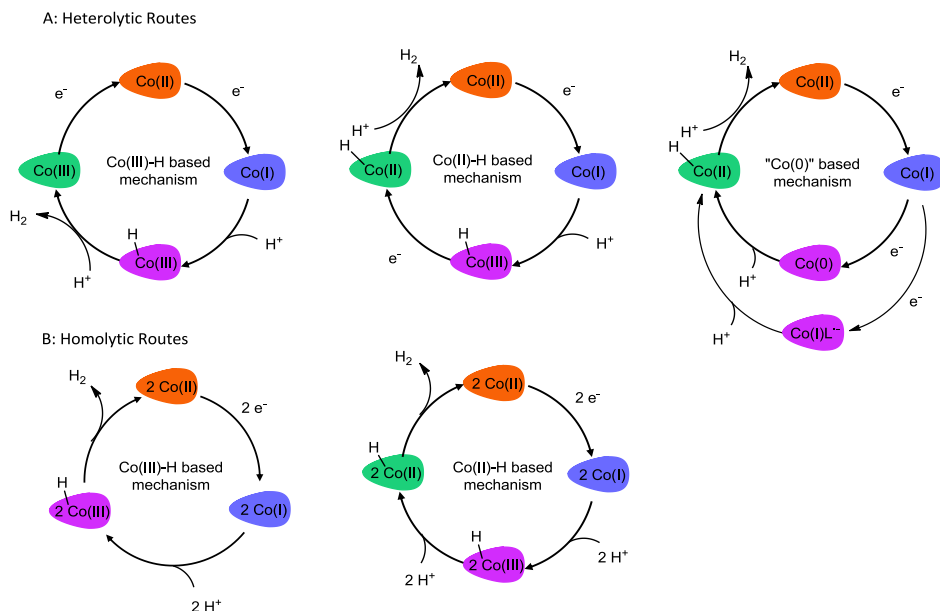 A: Heterolytic Routes
Co(II)
e⁻
e⁻
Co(III)
Co(III)-H based
mechanism
Co(I)
H₂
H
Co(III)
H⁺
H⁺
H₂
Co(II)
e⁻
H⁺
H
Co(II)
Co(II)-H based
mechanism
Co(I)
H
Co(III)
e⁻
H⁺
H₂
Co(II)
e⁻
H⁺
H
Co(II)
"Co(0)" based
mechanism
Co(I)
H⁺
Co(0)
e⁻
e⁻
H⁺
Co(I)L˙⁻
B: Homolytic Routes
H₂
2 Co(II)
2 e⁻
Co(III)-H based
mechanism
H
2 Co(III)
2 Co(I)
2 H⁺
H₂
2 Co(II)
2 e⁻
H
2 Co(II)
Co(II)-H based
mechanism
2 Co(I)
H
2 Co(III)
2 H⁺
2 H⁺